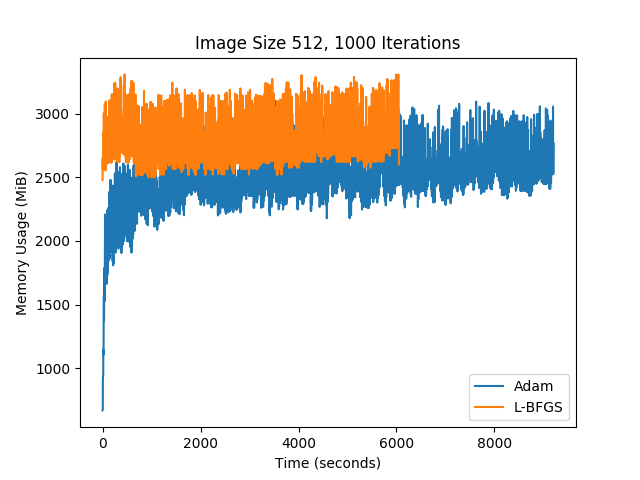 Image Size 512, 1000 Iterations
Memory Usage (MiB)
3000
2500
2000
1500
1000
0
2000
4000
6000
8000
Time (seconds)
Adam
L-BFGS